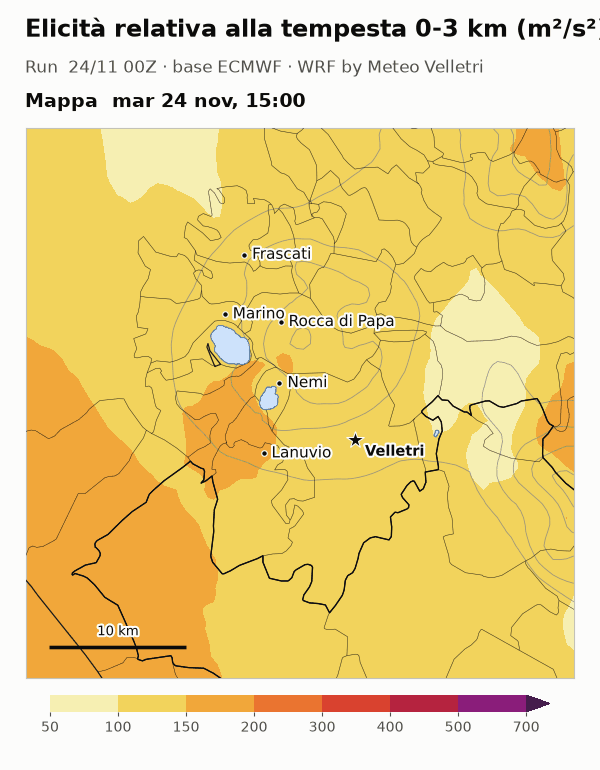 Elicità relativa alla tempesta 0-3 km (m²/s²)
Run 24/11 00Z · base ECMWF · WRF by Meteo Velletri
Mappa mar 24 nov, 15:00
Frascati
Marino
Rocca di Papa
Nemi
Velletri
Lanuvio
10 km
50 100 150 200 300 400 500 700